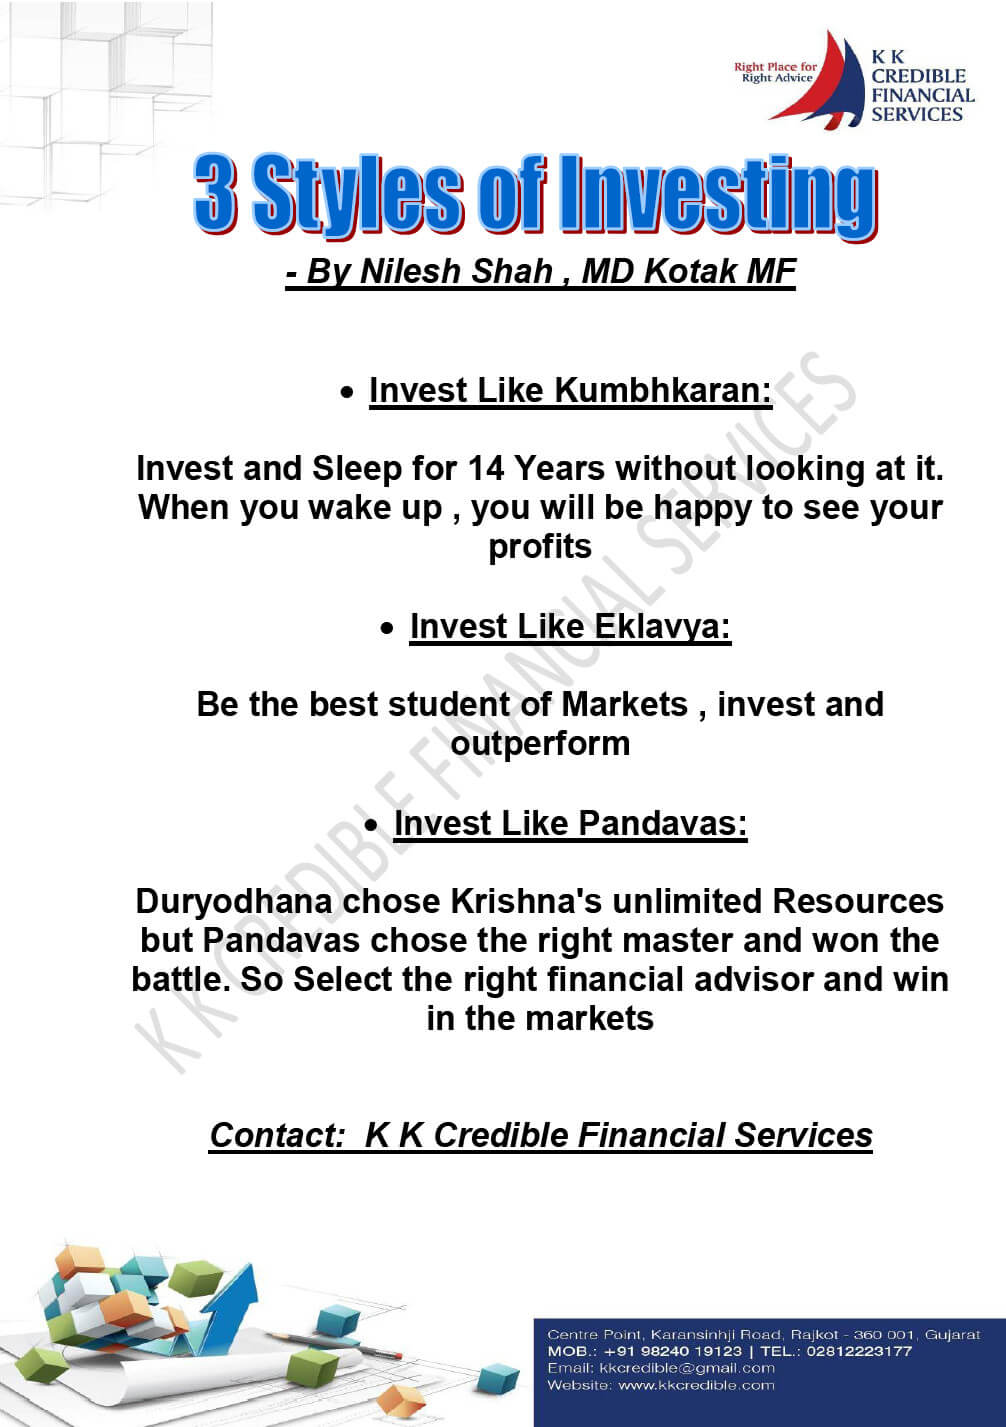 Right Place for
Right Advice
K K
CREDIBLE
FINANCIAL
SERVICES
3 Styles of Investing
- By Nilesh Shah , MD Kotak MF
• Invest Like Kumbhkaran:
Invest and Sleep for 14 Years without looking at it.
When you wake up , you will be happy to see your
profits
• Invest Like Eklavya:
Be the best student of Markets , invest and
outperform
• Invest Like Pandavas:
Duryodhana chose Krishna's unlimited Resources
but Pandavas chose the right master and won the
battle. So Select the right financial advisor and win
in the markets
K K CREDIBLE FINANCIAL SERVICES
Contact:  K K Credible Financial Services
Centre Point, Karansinhji Road, Rajkot - 360 001, Gujarat
MOB.: +91 98240 19123 | TEL.: 02812223177
Email: kkcredible@gmail.com
Website: www.kkcredible.com